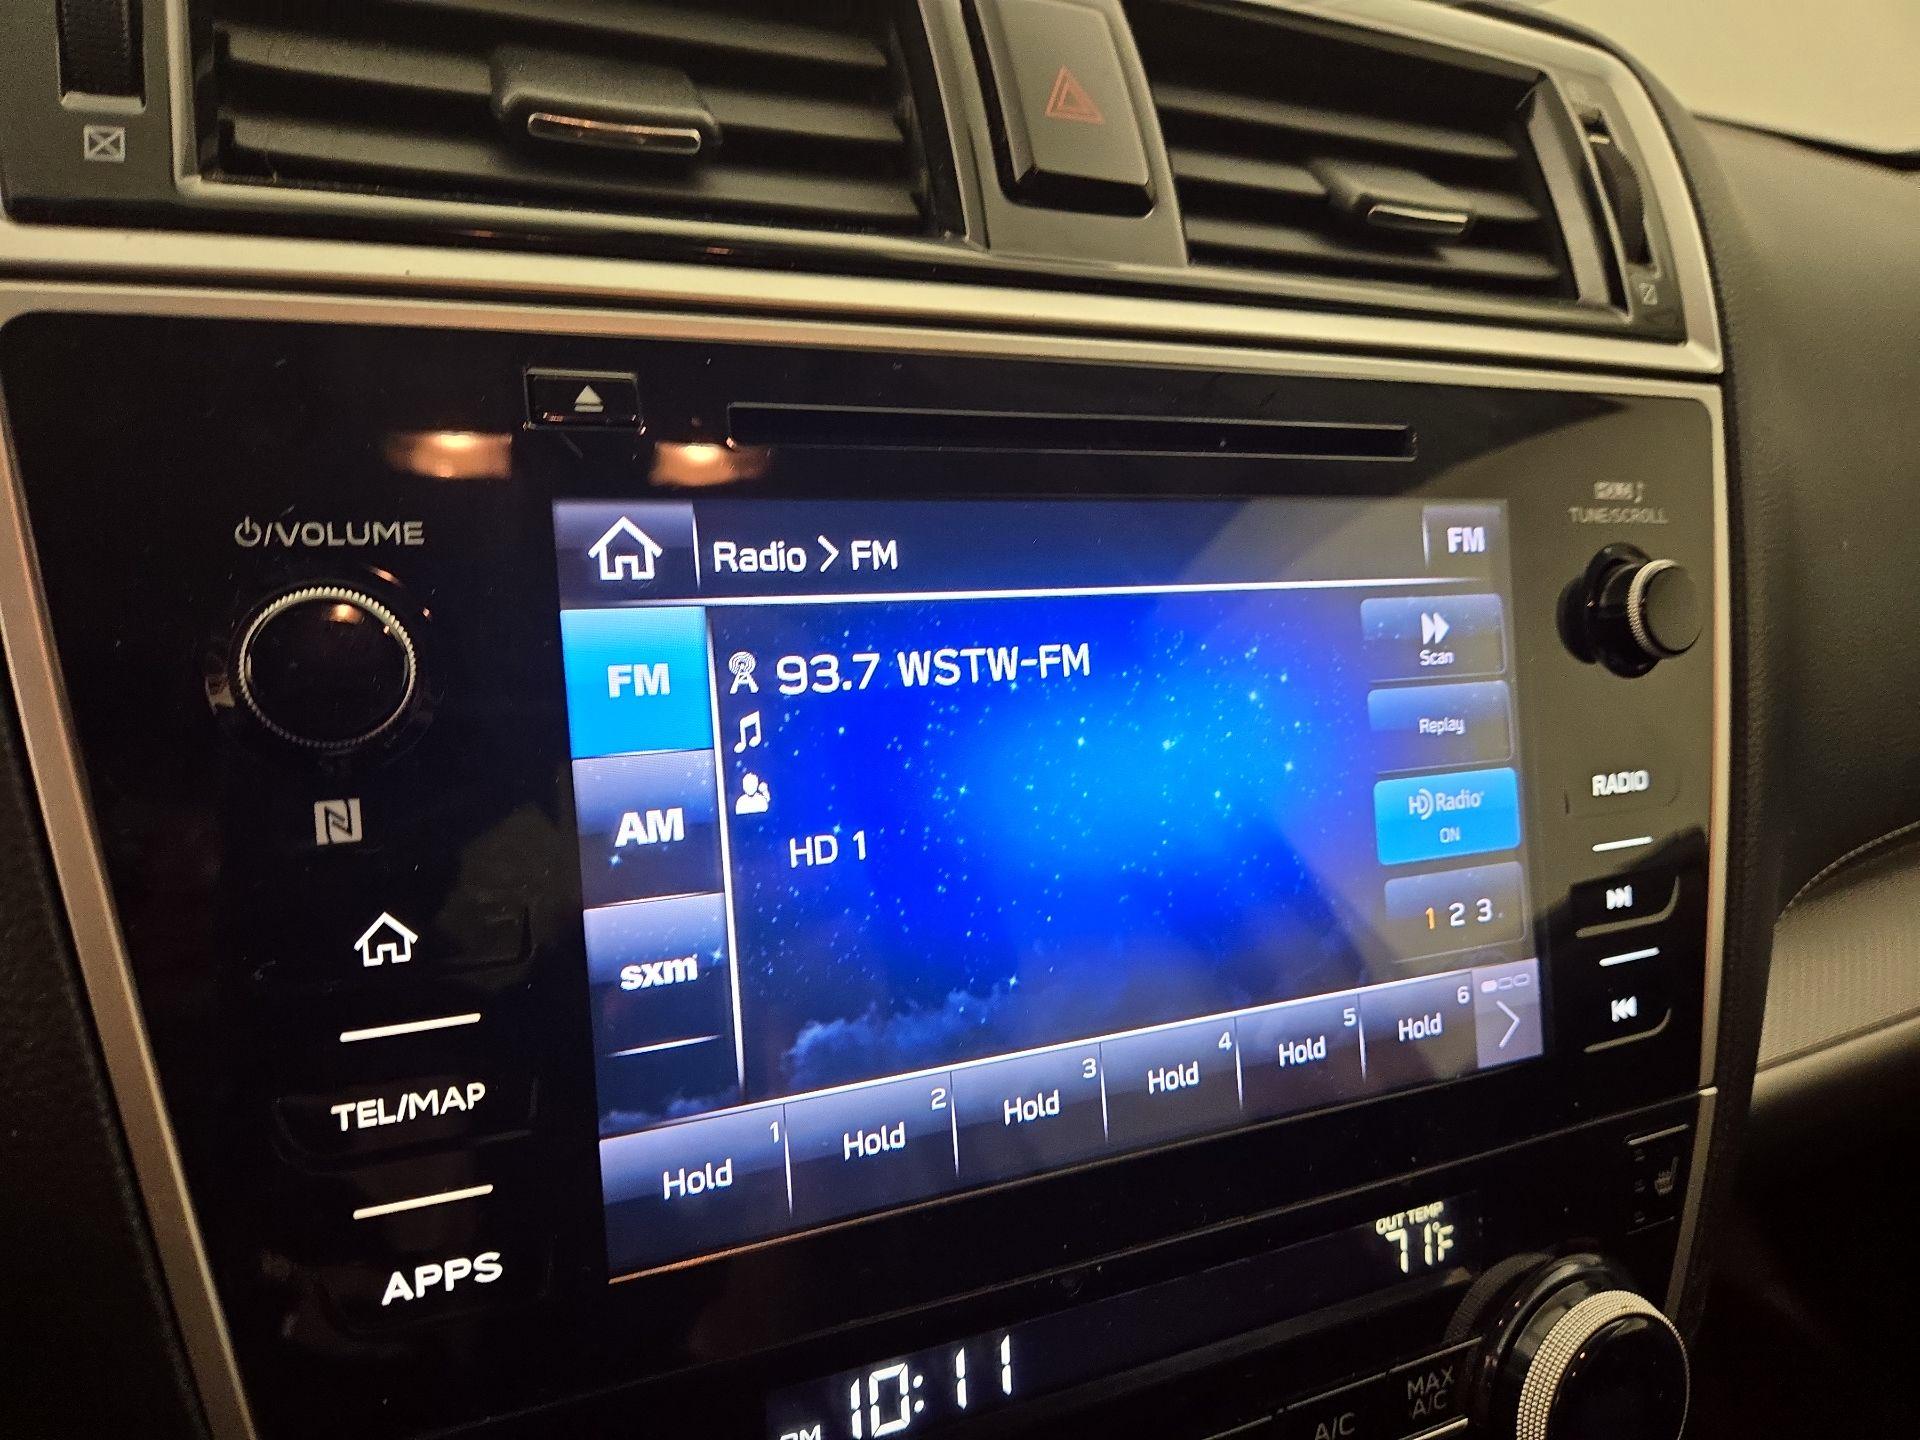 ⏻/VOLUME
TUNE/SCROLL
Radio > FM
FM
FM
93.7 WSTW-FM
Scan
Replay
AM
HD 1
HD Radio
ON
RADIO
1 2 3
sxm
1 Hold
2 Hold
3 Hold
4 Hold
5 Hold
6 Hold
TEL/MAP
APPS
OUT TEMP
71°F
10:11
A/C
MAX
A/C